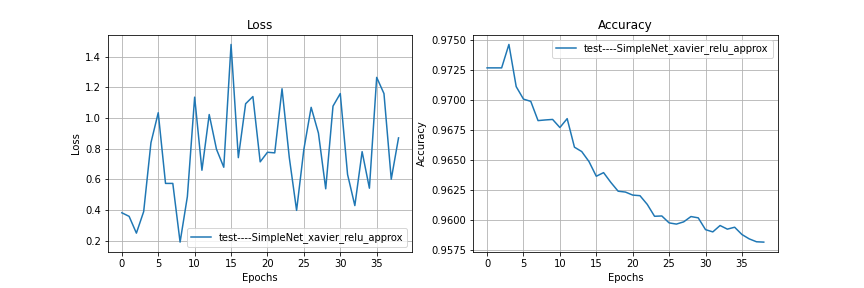 Loss
1.4
1.2
1.0
0.8
0.6
0.4
0.2
Loss
0 5 10 15 20 25 30 35
Epochs
test----SimpleNet_xavier_relu_approx
Accuracy
0.9750
0.9725
0.9700
0.9675
0.9650
0.9625
0.9600
0.9575
Accuracy
0 5 10 15 20 25 30 35
Epochs
test----SimpleNet_xavier_relu_approx